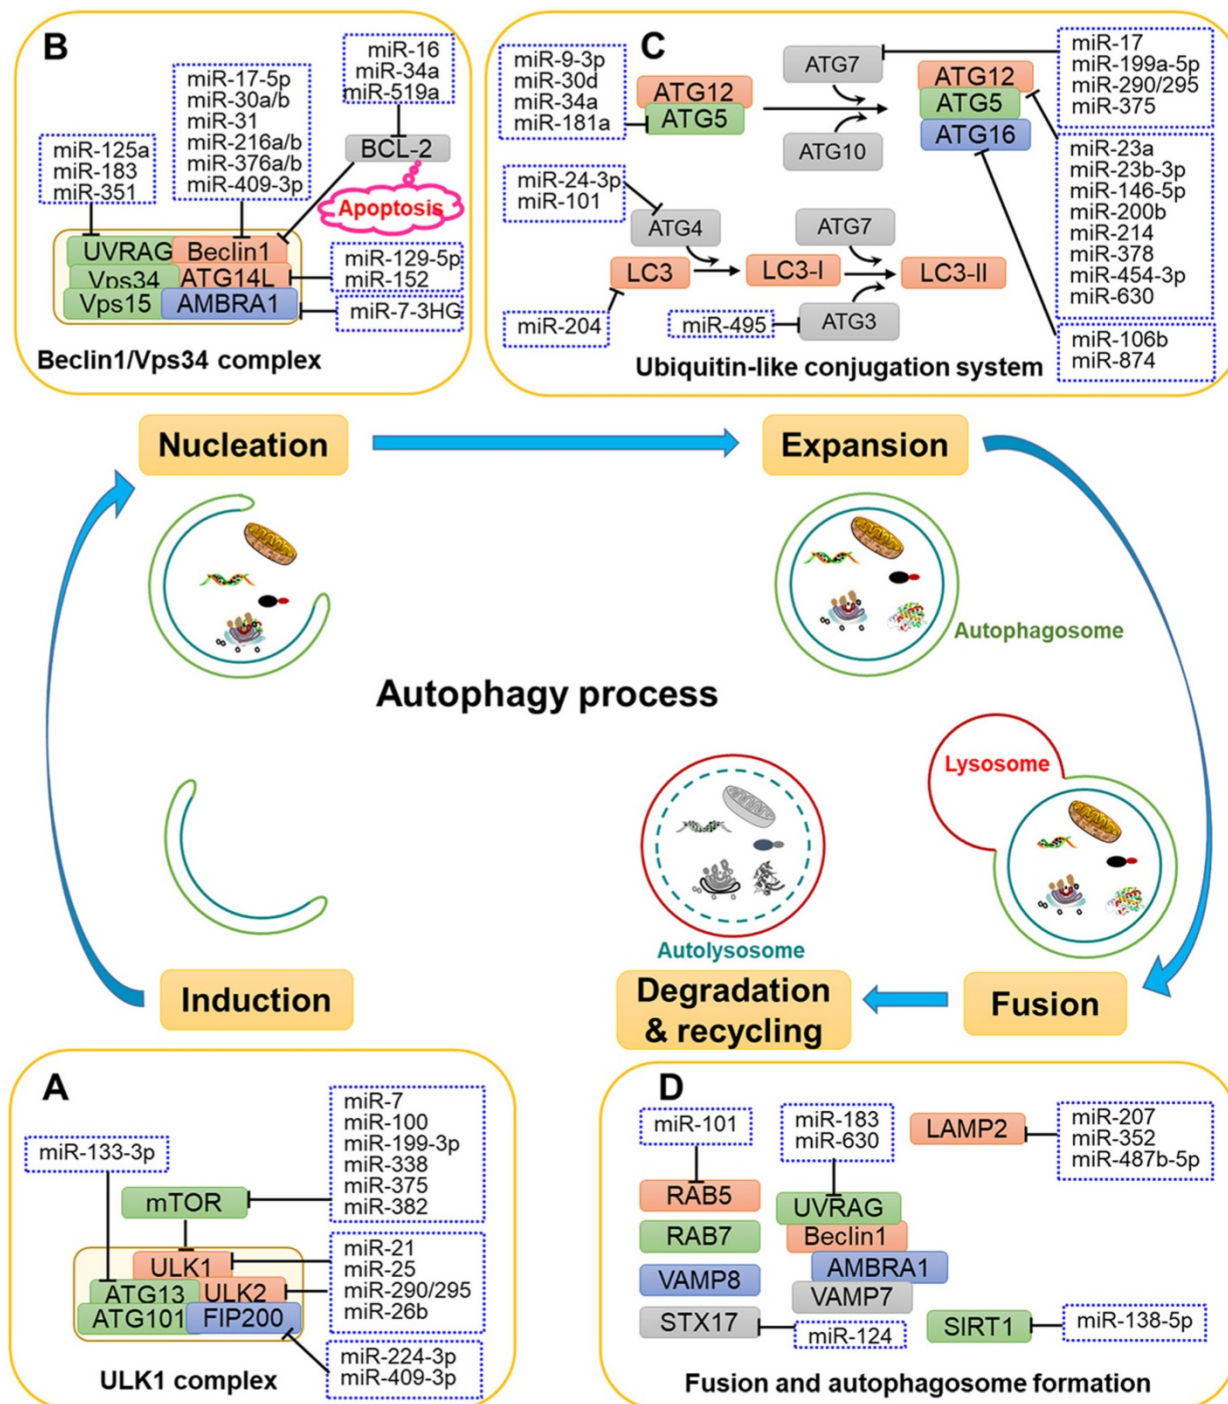 B
miR-16
miR-34a
miR-519a
miR-17-5p
miR-30a/b
miR-31
miR-216a/b
miR-376a/b
miR-409-3p
miR-125a
miR-183
miR-351
BCL-2
Apoptosis
UVRAG
Beclin1
Vps34
ATG14L
Vps15
AMBRA1
miR-129-5p
miR-152
miR-7-3HG
Beclin1/Vps34 complex
C
miR-9-3p
miR-30d
miR-34a
miR-181a
ATG12
ATG5
ATG7
ATG10
ATG12
ATG5
ATG16
miR-17
miR-199a-5p
miR-290/295
miR-375
miR-23a
miR-23b-3p
miR-146-5p
miR-200b
miR-214
miR-378
miR-454-3p
miR-630
miR-106b
miR-874
miR-24-3p
miR-101
ATG4
ATG7
LC3
LC3-I
LC3-II
miR-204
miR-495
ATG3
Ubiquitin-like conjugation system
Nucleation
Expansion
Autophagosome
Autophagy process
Lysosome
Autolysosome
Induction
Degradation
& recycling
Fusion
A
miR-7
miR-100
miR-199-3p
miR-338
miR-375
miR-382
miR-133-3p
mTOR
ULK1
ATG13
ULK2
ATG101
FIP200
miR-21
miR-25
miR-290/295
miR-26b
miR-224-3p
miR-409-3p
ULK1 complex
D
miR-101
miR-183
miR-630
LAMP2
miR-207
miR-352
miR-487b-5p
RAB5
RAB7
VAMP8
STX17
UVRAG
Beclin1
AMBRA1
VAMP7
miR-124
SIRT1
miR-138-5p
Fusion and autophagosome formation